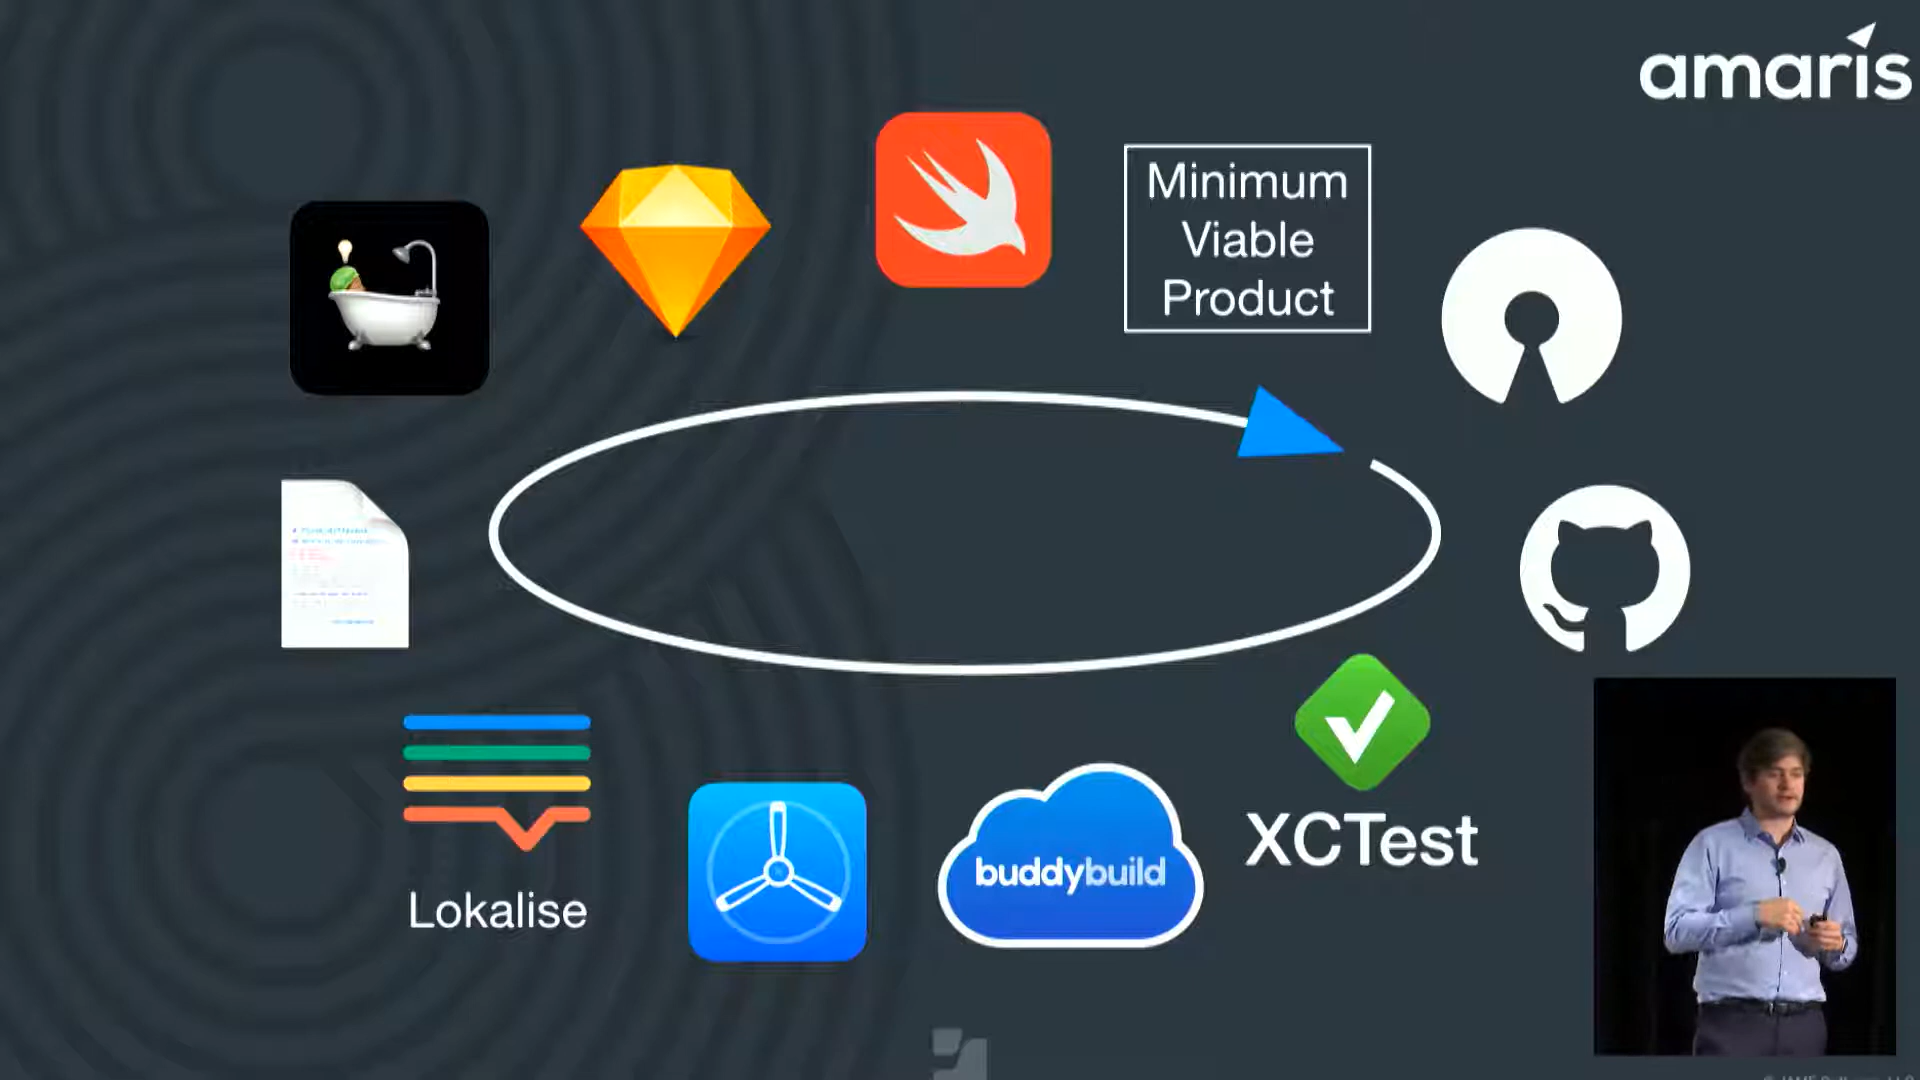 amaris
Minimum
Viable
Product
XCTest
buddybuild
Lokalise